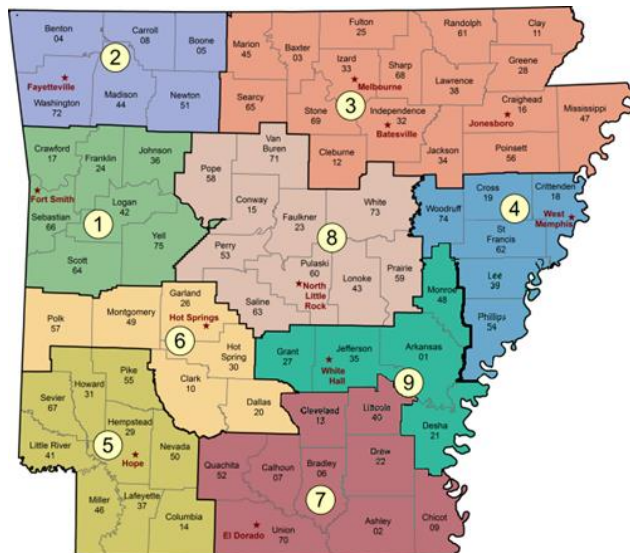 Benton
04
Carroll
08
Boone
05
2
Fayetteville
Washington
72
Madison
44
Newton
51
Marion
45
Baxter
03
Fulton
25
Randolph
61
Clay
11
Izard
33
Sharp
68
Greene
28
Melbourne
Lawrence
38
Searcy
65
Stone
69
3
Independence
32
Batesville
Craighead
16
Jonesboro
Mississippi
47
Cleburne
12
Jackson
34
Poinsett
56
Crawford
17
Franklin
24
Johnson
36
Fort Smith
Logan
42
Sebastian
66
1
Yell
75
Scott
64
Van
Buren
71
Pope
58
Conway
15
Faulkner
23
White
73
8
Perry
53
Pulaski
60
North
Little
Rock
Lonoke
43
Prairie
59
Saline
63
Woodruff
74
Cross
19
4
Crittenden
18
West
Memphis
St
Francis
62
Lee
39
Phillips
54
Monroe
48
Polk
57
Montgomery
49
Garland
26
Hot Springs
6
Hot
Spring
30
Clark
10
Dallas
20
Grant
27
Jefferson
35
White
Hall
Arkansas
01
9
Desha
21
Pike
55
Howard
31
Sevier
67
Hempstead
29
Little River
41
5
Hope
Nevada
50
Miller
46
Lafeyette
37
Columbia
14
Cleveland
13
Lincoln
40
Quachita
52
Calhoun
07
Bradley
06
Drew
22
7
El Dorado
Union
70
Ashley
02
Chicot
09